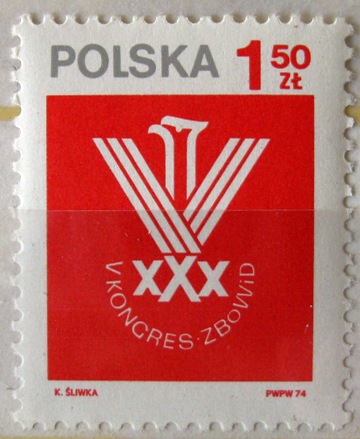 POLSKA 1.50 ZŁ
XXX
V KONGRES · ZBOWiD
K. ŚLIWKA PWPW 74